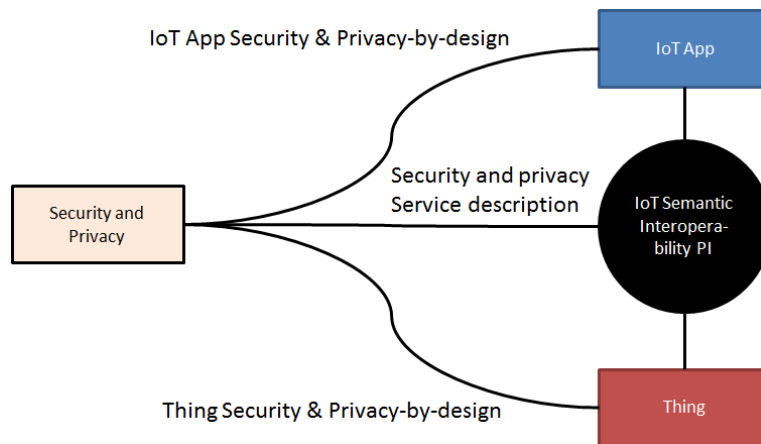 IoT App Security & Privacy-by-design
IoT App
Security and privacy
Service description
Security and
Privacy
IoT Semantic
Interopera-
bility PI
Thing Security & Privacy-by-design
Thing